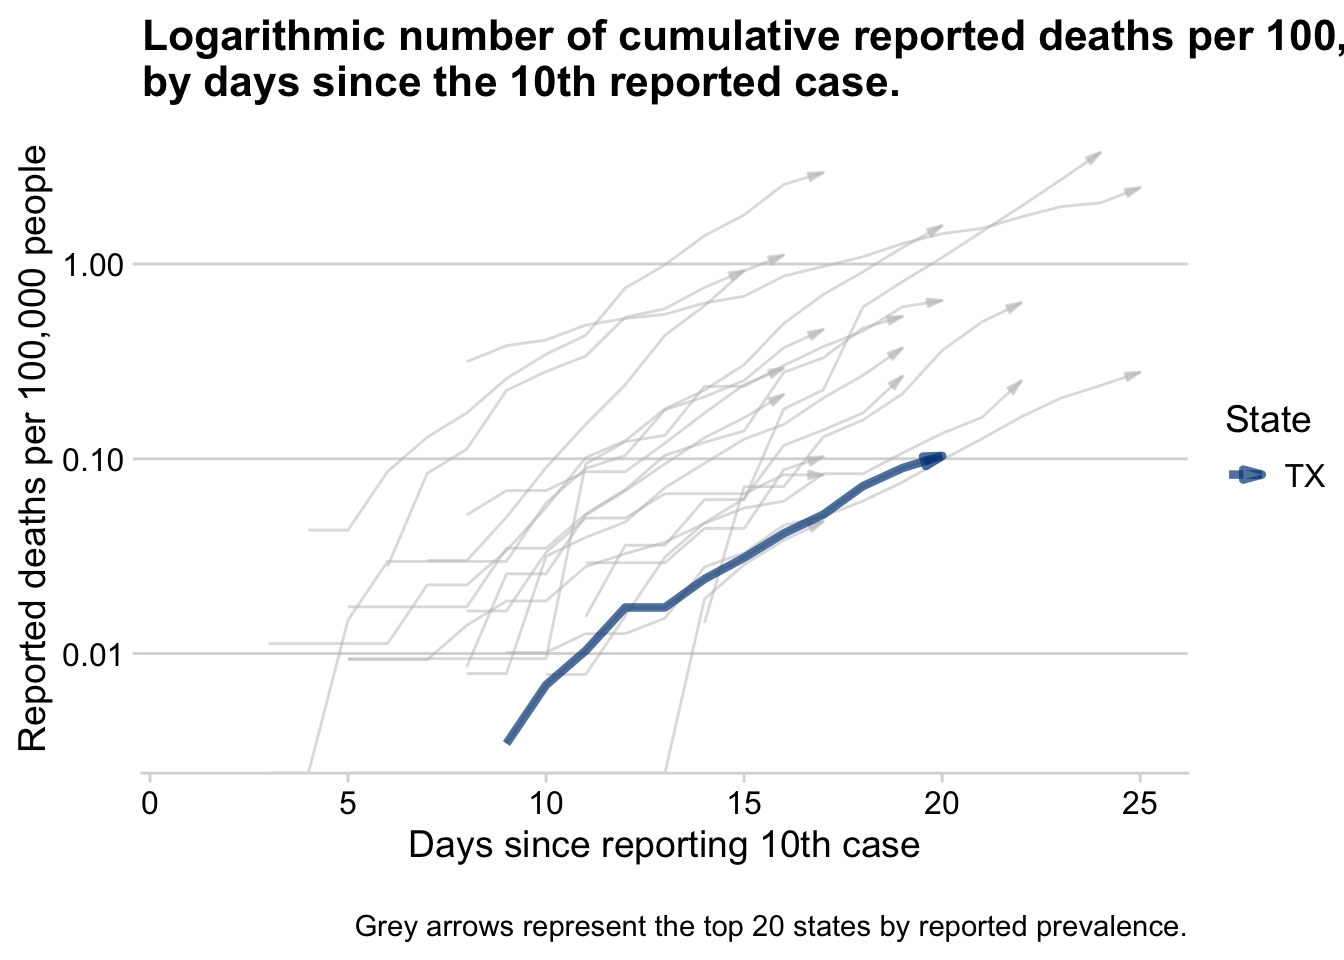 Logarithmic number of cumulative reported deaths per 100,
by days since the 10th reported case.
Reported deaths per 100,000 people
1.00
0.10
0.01
0
5
10
15
20
25
Days since reporting 10th case
State
TX
Grey arrows represent the top 20 states by reported prevalence.